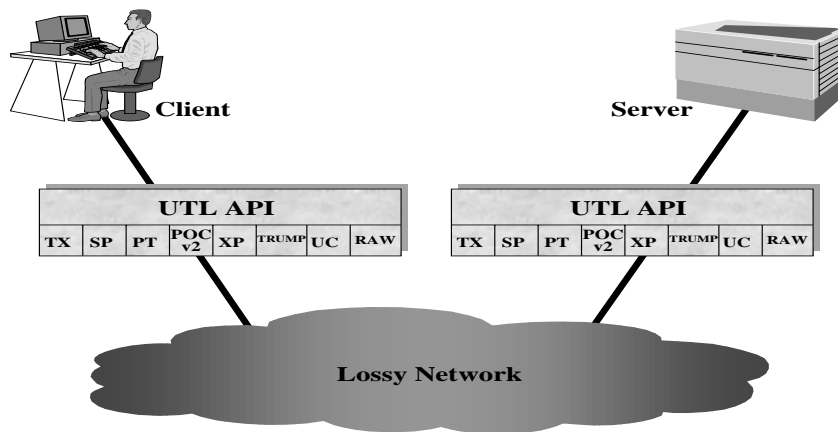 Client
Server
UTL API
TX SP PT POC v2 XP TRUMP UC RAW
UTL API
TX SP PT POC v2 XP TRUMP UC RAW
Lossy Network